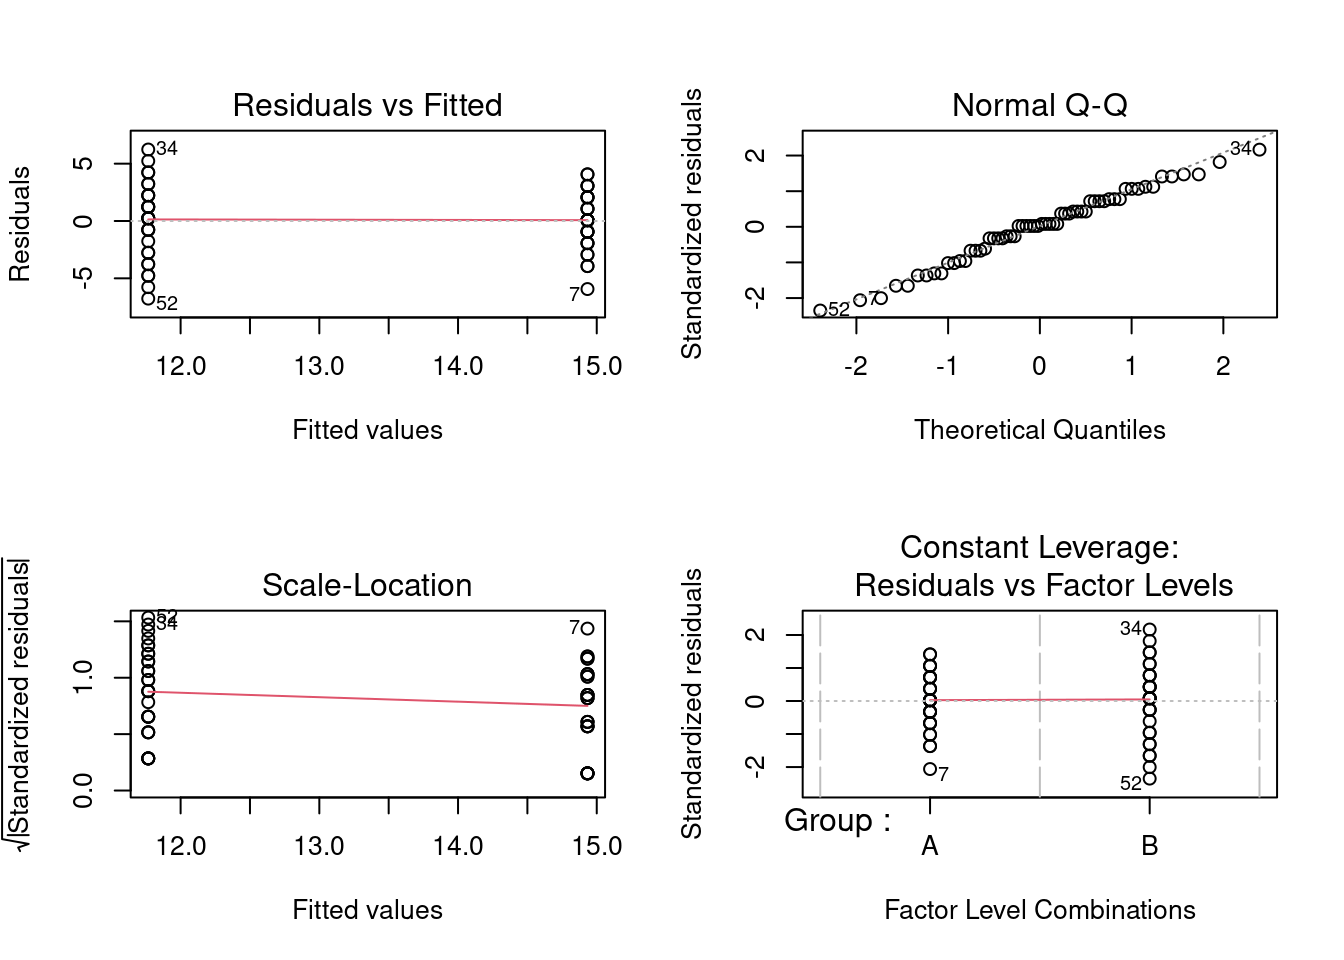 Residuals vs Fitted
Residuals
5
0
-5
34
52
7
12.0 13.0 14.0 15.0
Fitted values
Normal Q-Q
Standardized residuals
2
0
-2
34
52
7
-2 -1 0 1 2
Theoretical Quantiles
Scale-Location
√|Standardized residuals|
1.0
0.0
52
34
7
12.0 13.0 14.0 15.0
Fitted values
Constant Leverage:
Residuals vs Factor Levels
Standardized residuals
2
0
-2
34
7
52
Group :
A B
Factor Level Combinations